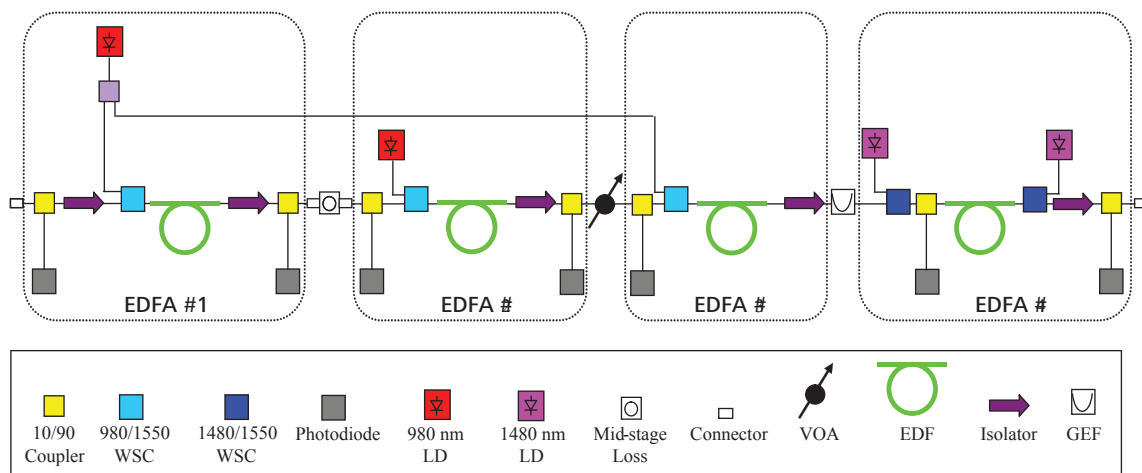 EDFA #1
EDFA
EDFA
EDFA #4
10/90
Coupler
980/1550
WSC
1480/1550
WSC
Photodiode
980 nm
LD
1480 nm
LD
Mid-stage
Loss
Connector
VOA
EDF
Isolator
GEF